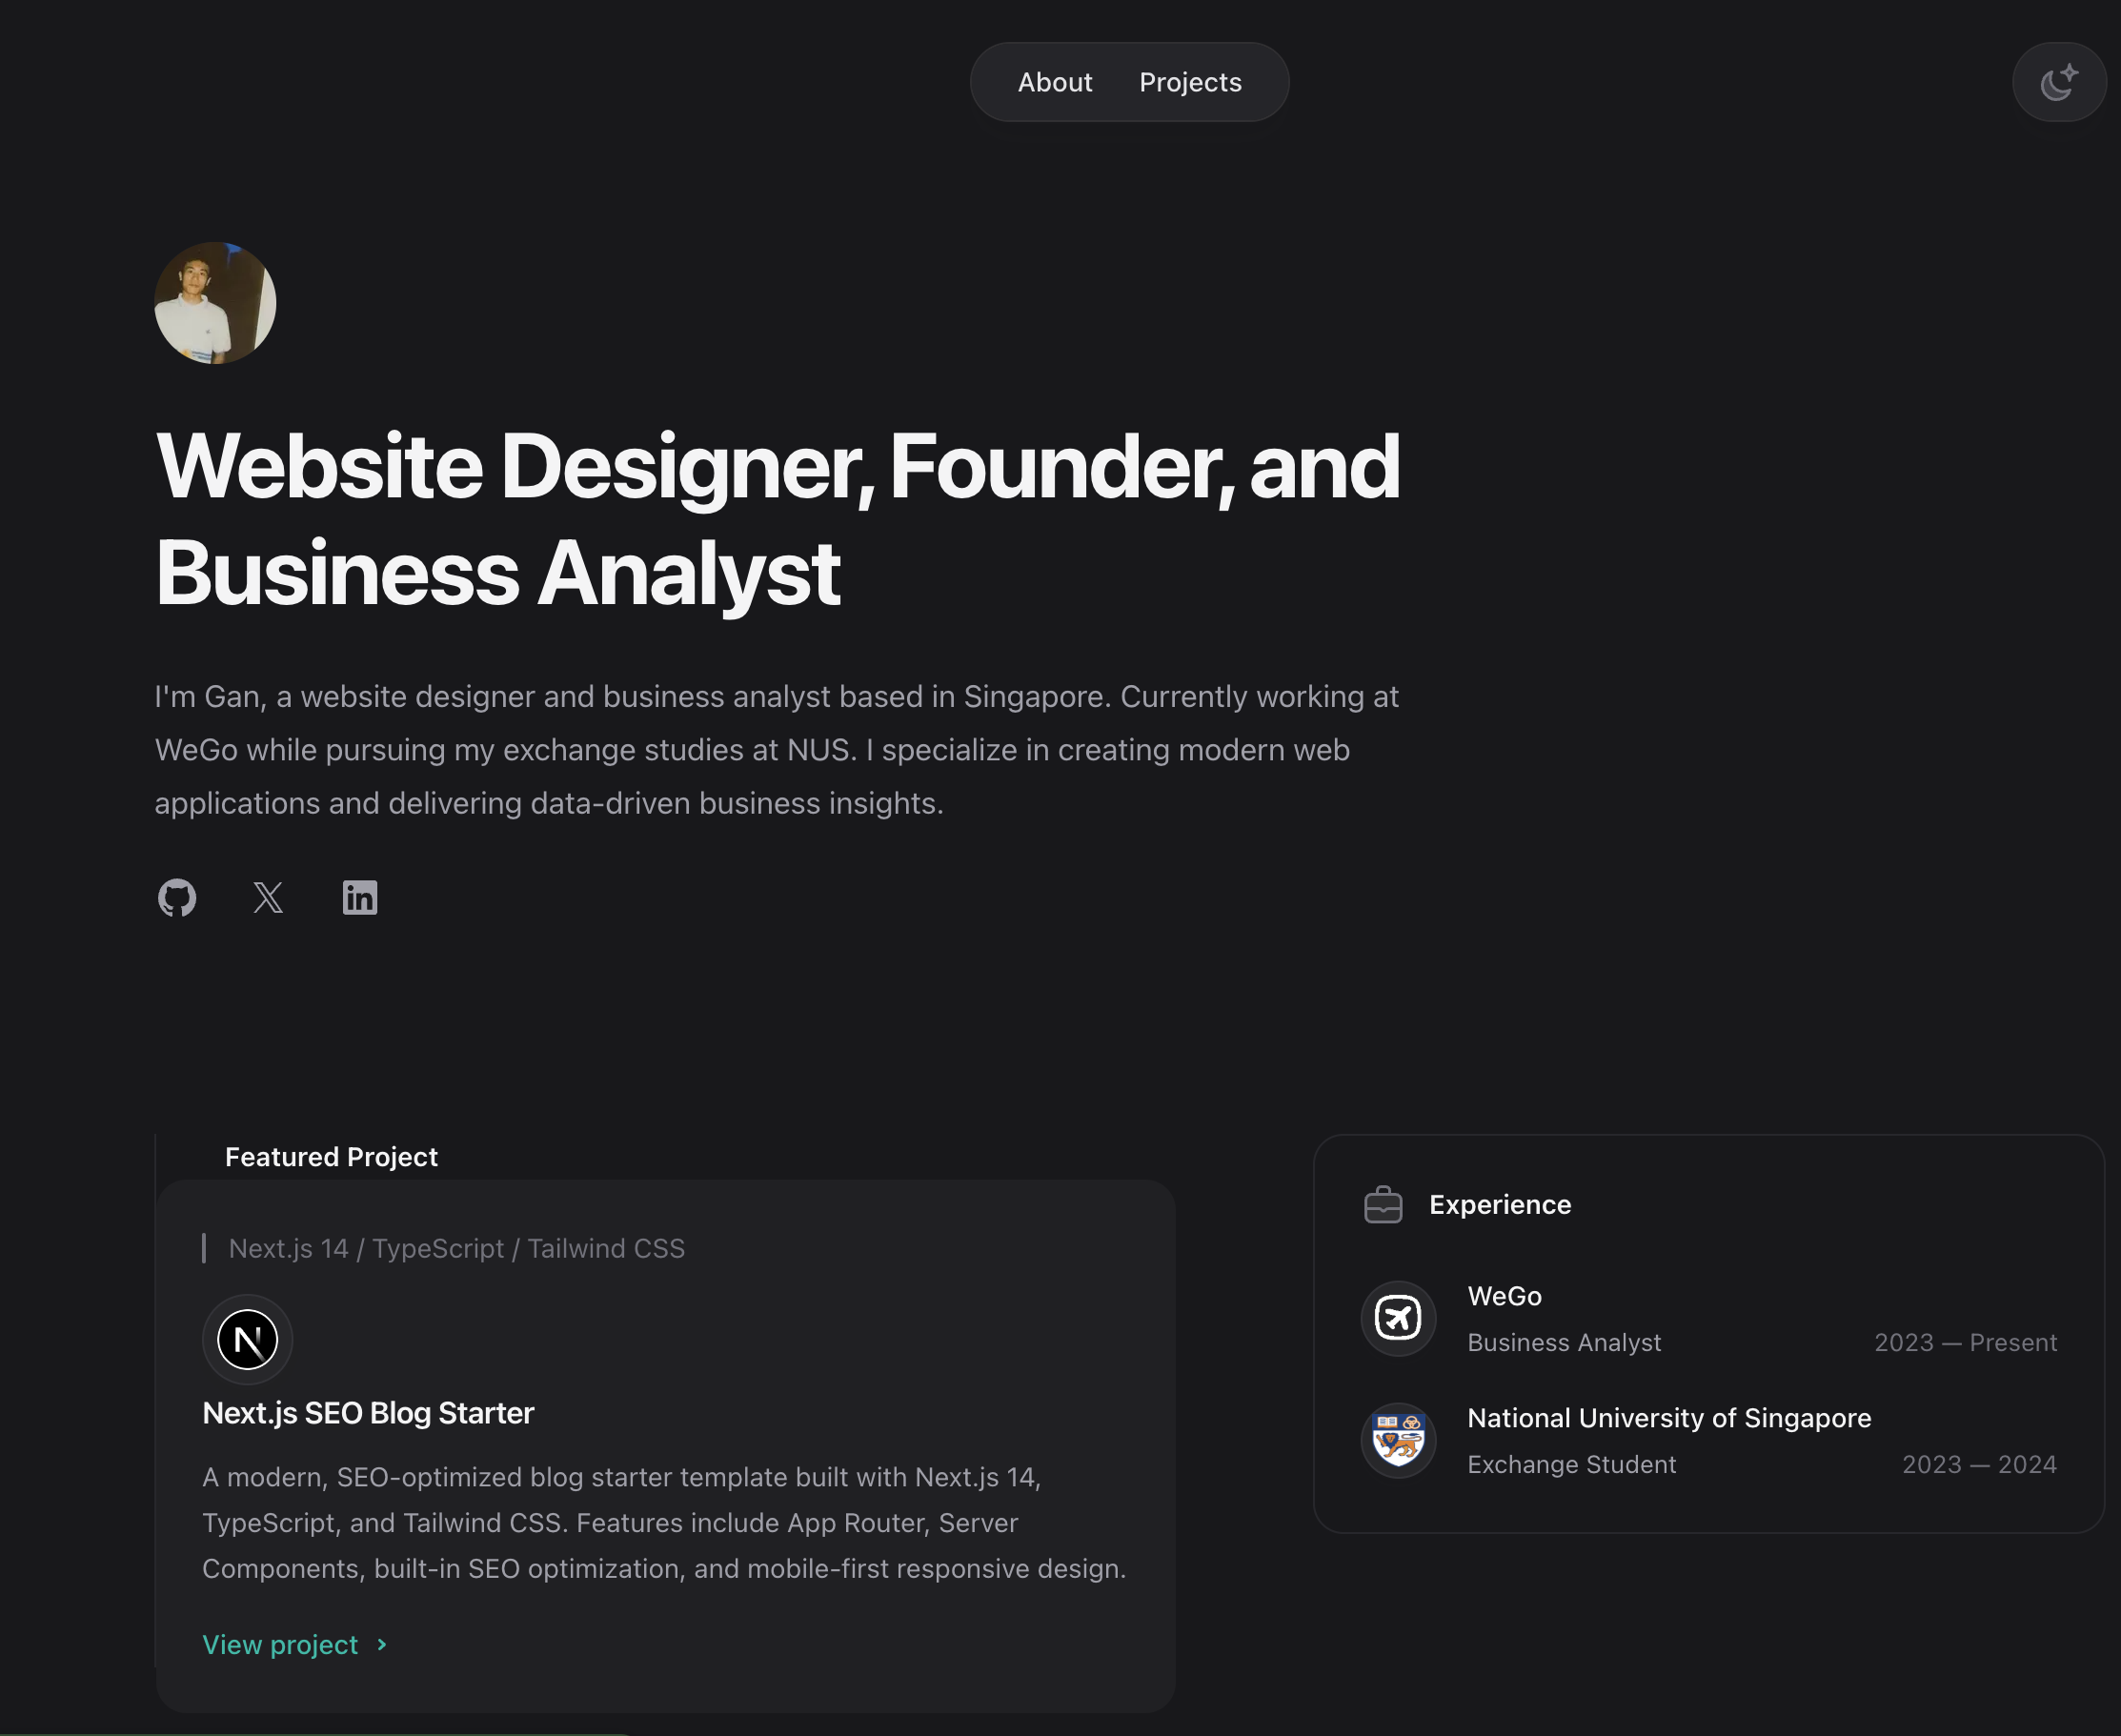 About Projects
Website Designer, Founder, and
Business Analyst
I'm Gan, a website designer and business analyst based in Singapore. Currently working at
WeGo while pursuing my exchange studies at NUS. I specialize in creating modern web
applications and delivering data-driven business insights.
Featured Project
Next.js 14 / TypeScript / Tailwind CSS
Next.js SEO Blog Starter
A modern, SEO-optimized blog starter template built with Next.js 14,
TypeScript, and Tailwind CSS. Features include App Router, Server
Components, built-in SEO optimization, and mobile-first responsive design.
View project
Experience
WeGo
Business Analyst 2023 — Present
National University of Singapore
Exchange Student 2023 — 2024